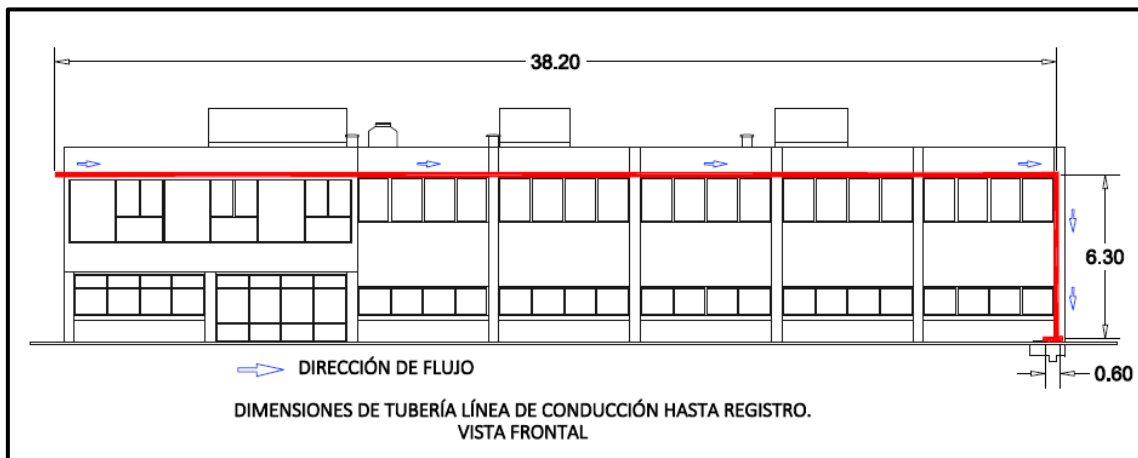 38.20
6.30
0.60
DIRECCIÓN DE FLUJO
DIMENSIONES DE TUBERÍA LÍNEA DE CONDUCCIÓN HASTA REGISTRO.
VISTA FRONTAL